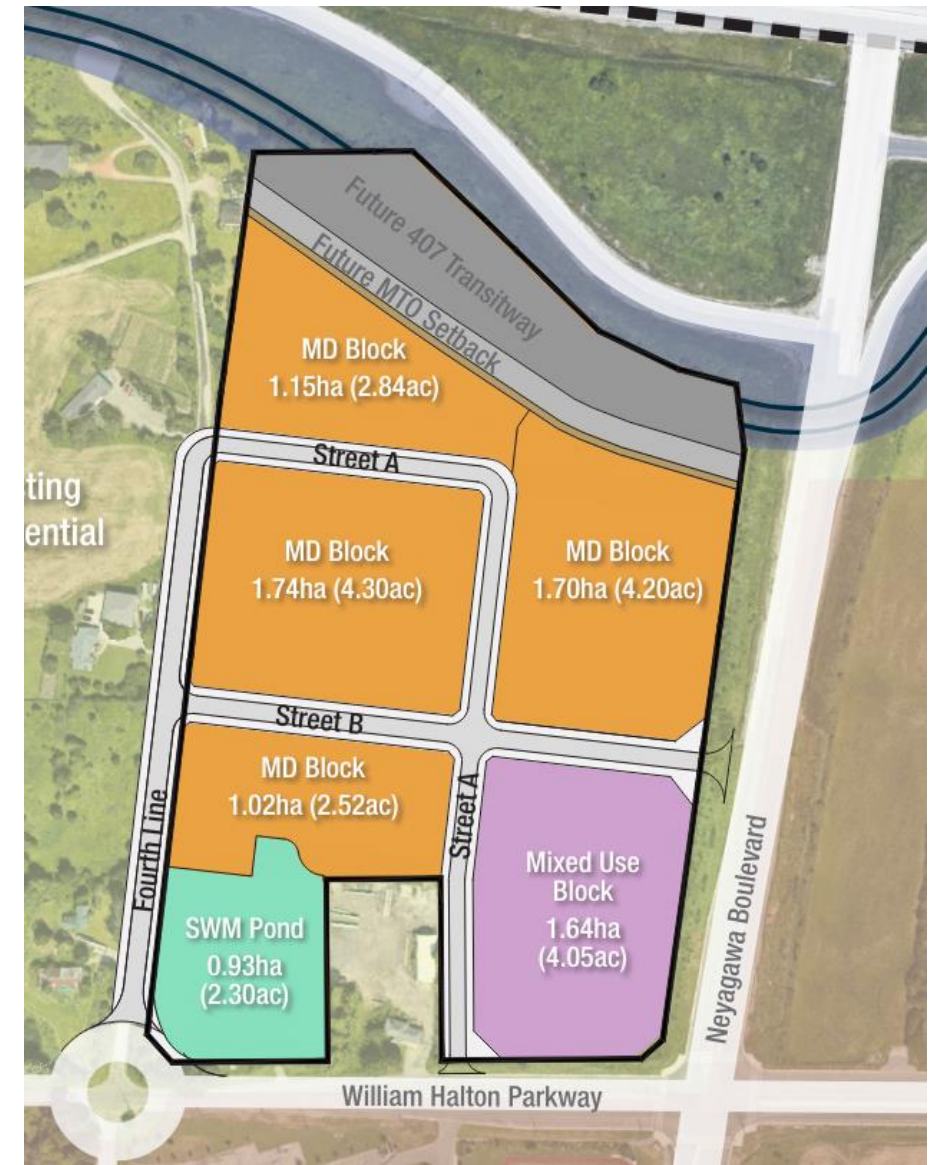 Future 407 Transitway
Future MTO Setback
MD Block
1.15ha (2.84ac)
Street A
ting
ential
MD Block
1.74ha (4.30ac)
MD Block
1.70ha (4.20ac)
Street B
MD Block
1.02ha (2.52ac)
Street A
Fourth Line
Mixed Use
Block
1.64ha
(4.05ac)
SWM Pond
0.93ha
(2.30ac)
Neyagawa Boulevard
William Halton Parkway